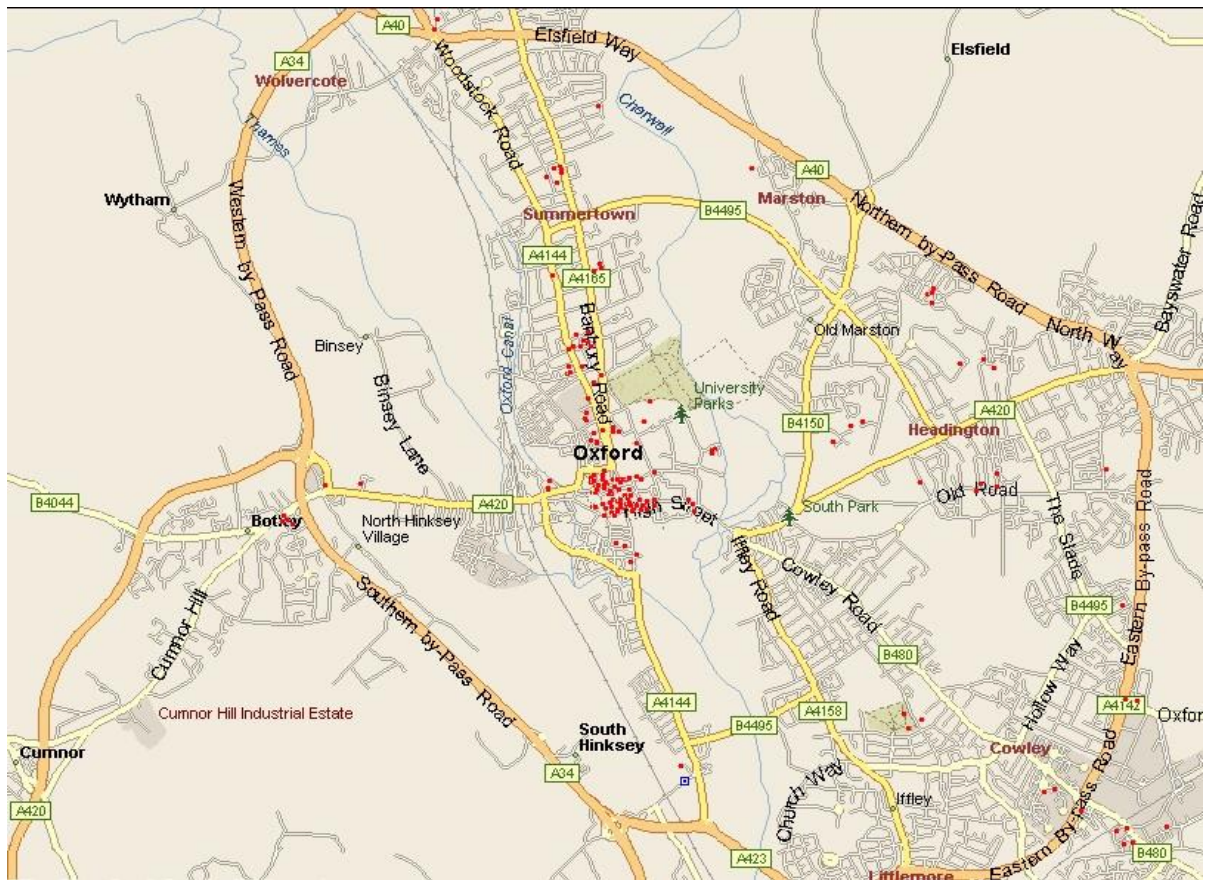 A40
Elsfield Way
Elsfield
A34
Wolvercote
Woodstock Road
Cherwell
Thames
A40
Marston
Wytham
Western by Pass Road
Summertown
B4495
Northern by-Pass Road
Bayswater Road
A4144
A4165
Banbury Road
Oxford Canal
Old Marston
North Way
Binsey
Binsey Lane
University
Parks
B4150
A420
Headington
Oxford
B4044
A420
Old Road
High Street
South Park
Botley
North Hinksey
Village
The Slade
Eastern By-pass Road
Iffley Road
Cowley Road
Southern by-Pass Road
Cumnor Hill
B4495
B480
Hollow Way
Cumnor Hill Industrial Estate
A4144
B4495
A4158
A4142
Oxfor
South
Hinksey
Cowley
Cumnor
A34
Church Way
Iffley
A420
Eastern By-pass Road
A423
B480
Littlemore